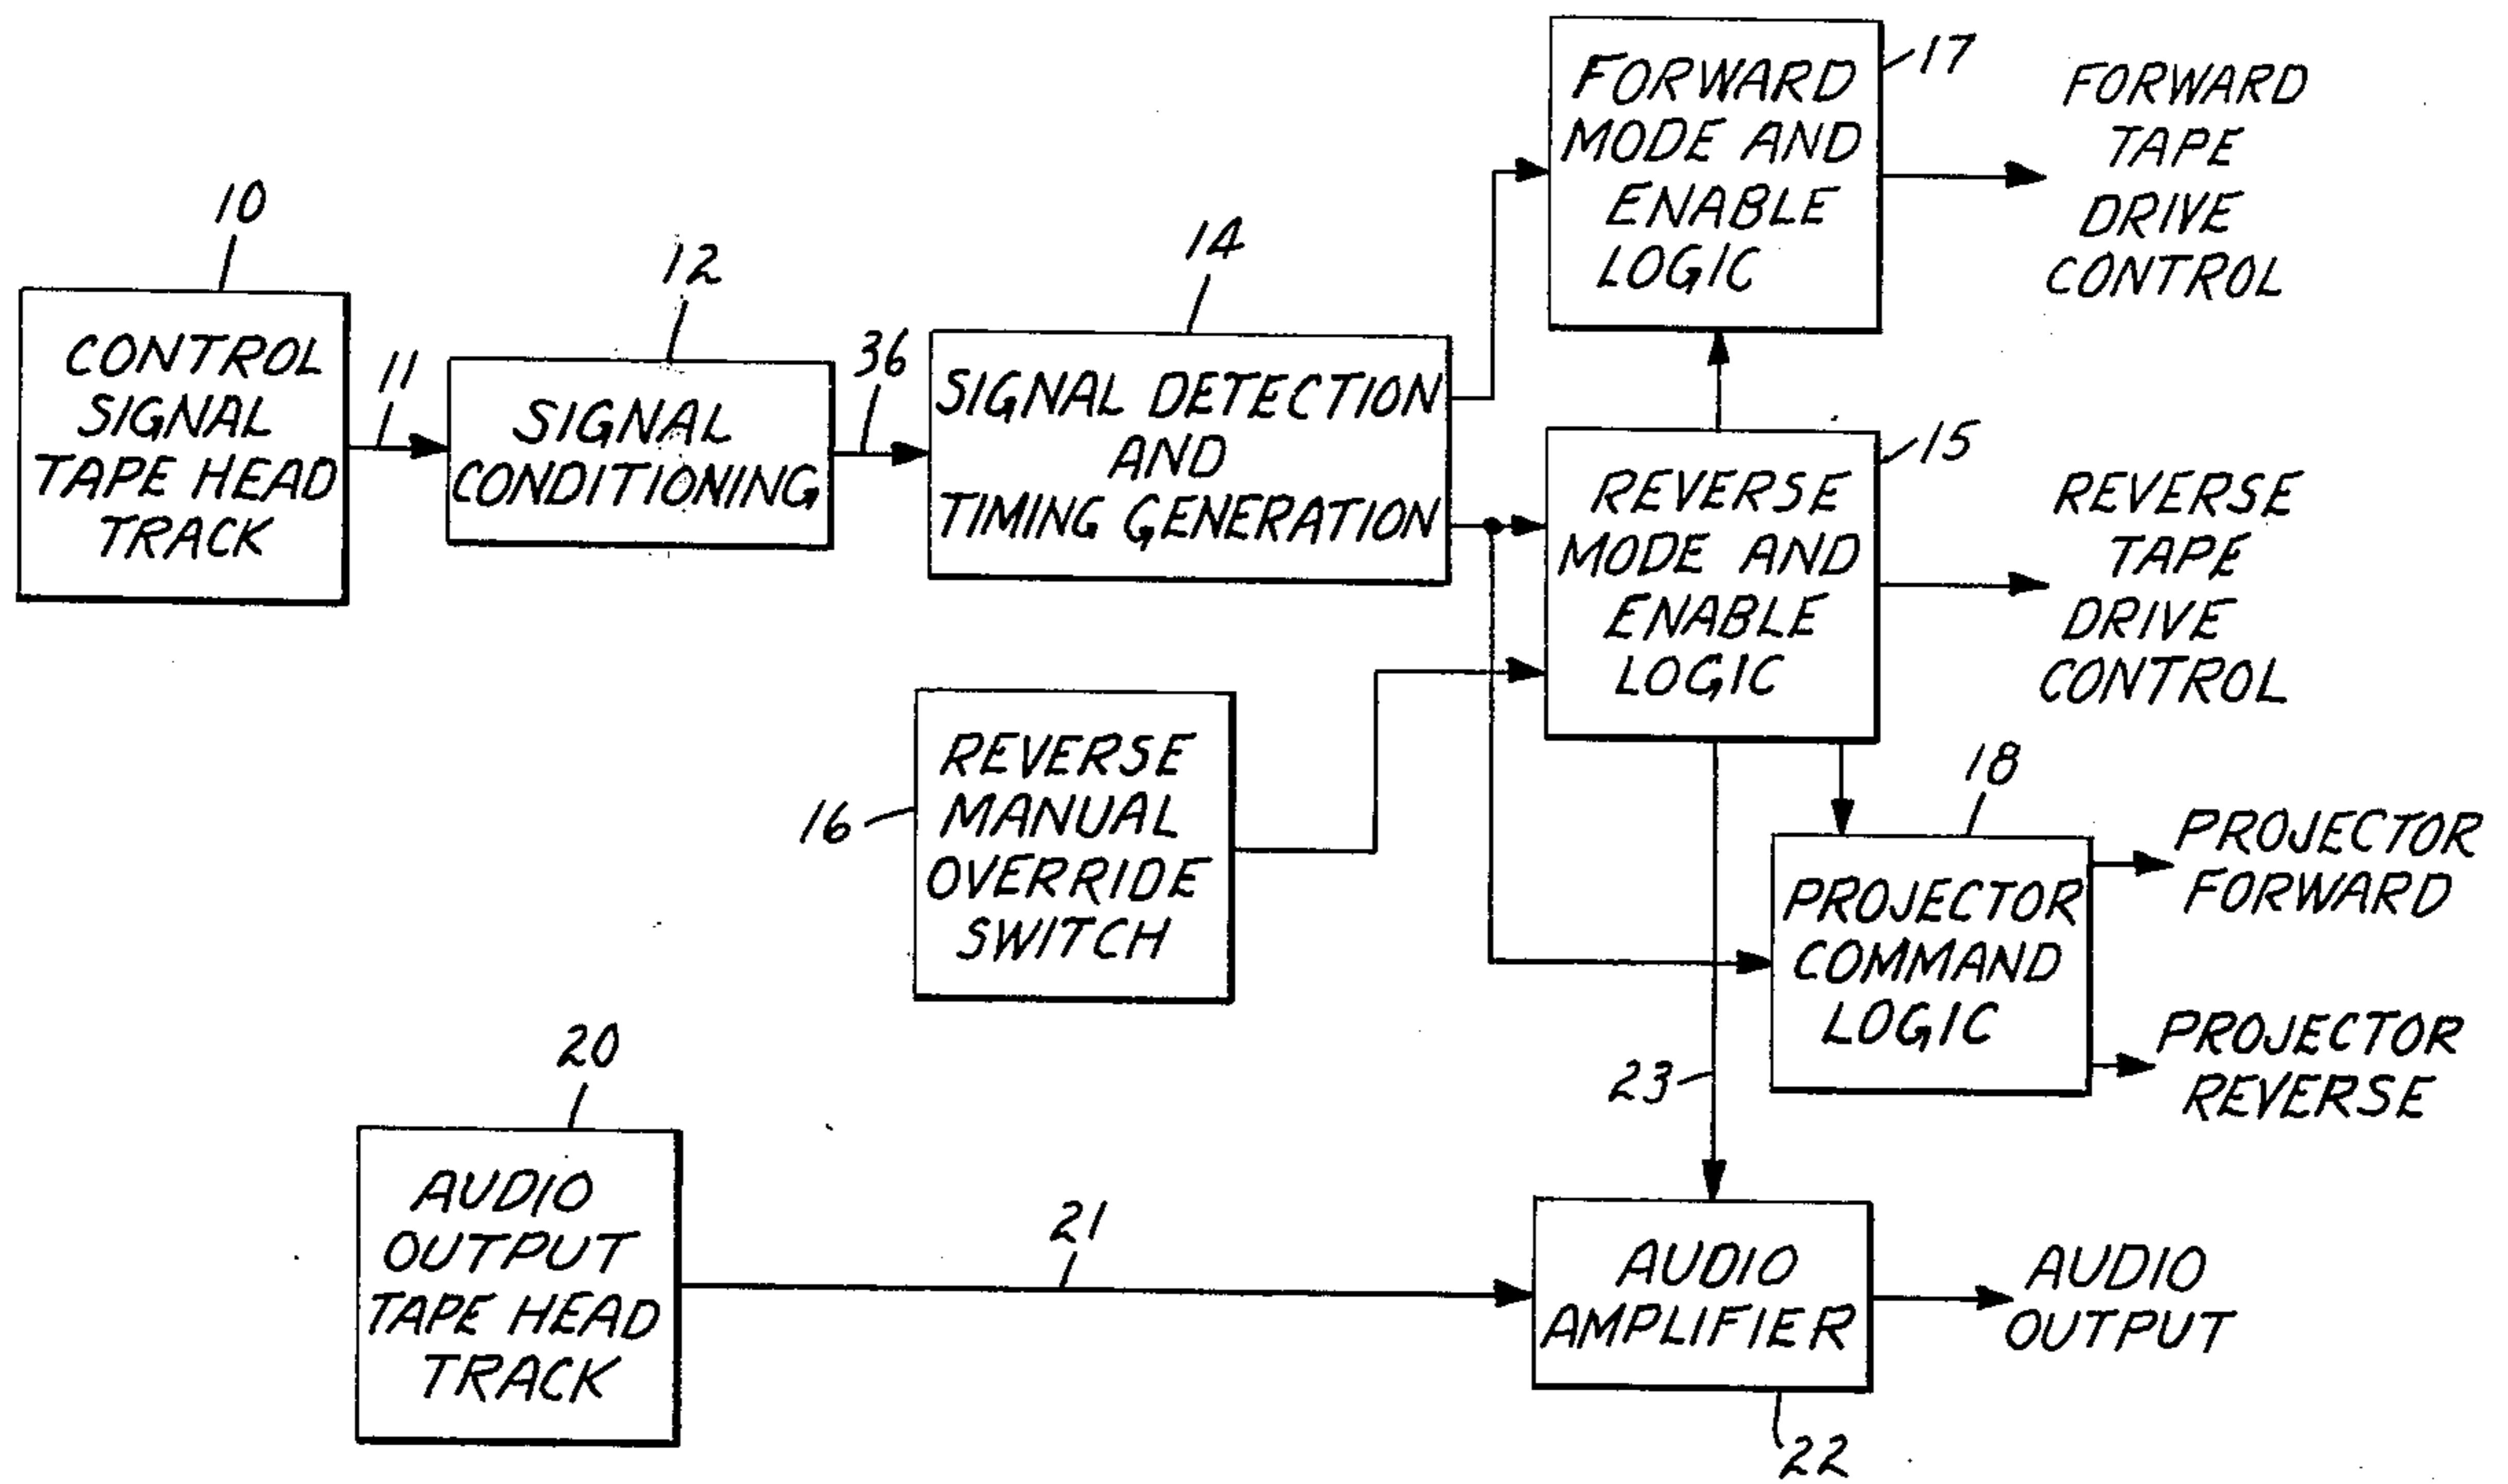 10
CONTROL
SIGNAL
TAPE HEAD
TRACK
11
12
SIGNAL
CONDITIONING
36
14
SIGNAL DETECTION
AND
TIMING GENERATION
17
FORWARD
MODE AND
ENABLE
LOGIC
FORWARD
TAPE
DRIVE
CONTROL
15
REVERSE
MODE AND
ENABLE
LOGIC
REVERSE
TAPE
DRIVE
CONTROL
16
REVERSE
MANUAL
OVERRIDE
SWITCH
18
PROJECTOR
COMMAND
LOGIC
PROJECTOR
FORWARD
PROJECTOR
REVERSE
23
20
AUDIO
OUTPUT
TAPE HEAD
TRACK
21
AUDIO
AMPLIFIER
22
AUDIO
OUTPUT